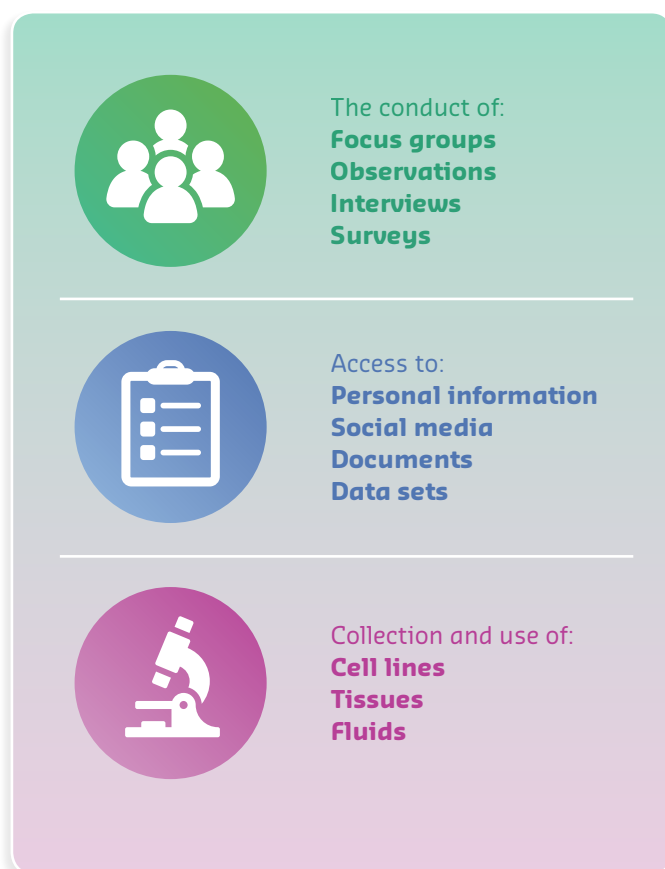 The conduct of:
Focus groups
Observations
Interviews
Surveys
Access to:
Personal information
Social media
Documents
Data sets
Collection and use of:
Cell lines
Tissues
Fluids